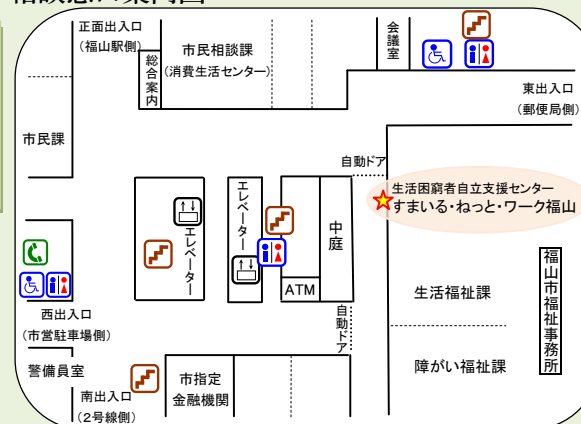 正面出入口
(福山駅側)
総合案内
市民相談課
(消費生活センター)
会議室
東出入口
(郵便局側)
市民課
自動ドア
生活困窮者自立支援センター
すまいる・ねっと・ワーク福山
エレベーター
エレベーター
中庭
ATM
自動ドア
生活福祉課
障がい福祉課
福山市福祉事務所
西出入口
(市営駐車場側)
警備員室
南出入口
(2号線側)
市指定
金融機関